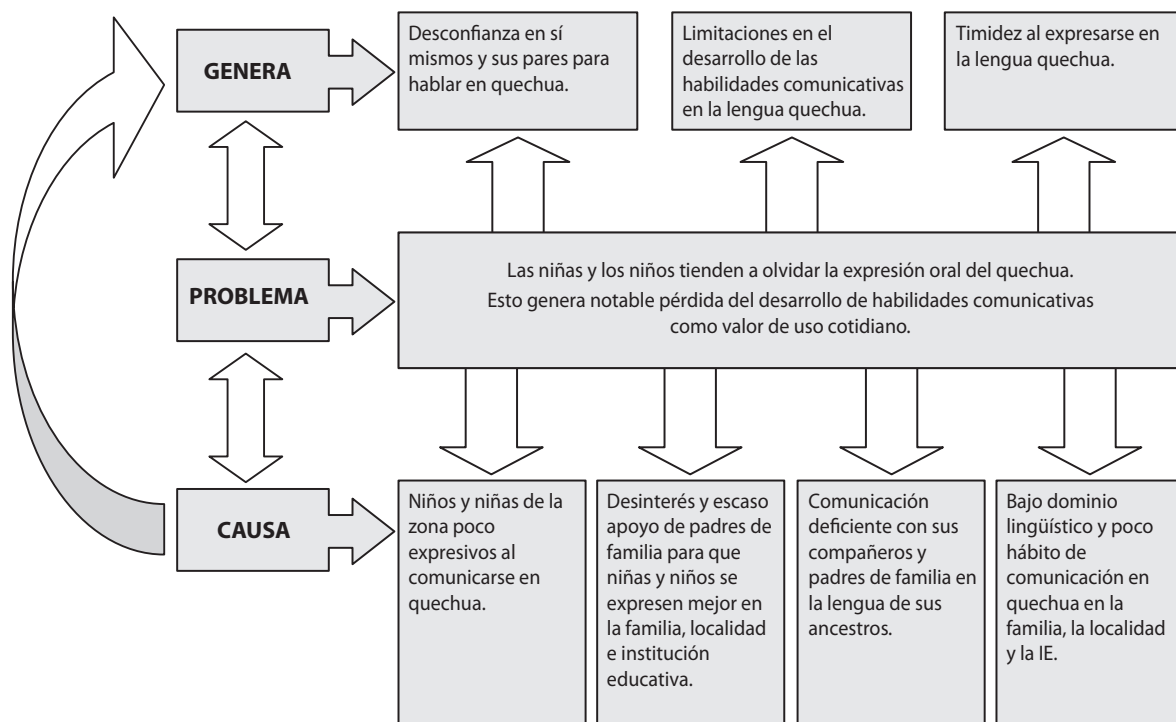 GENERA
Desconfianza en sí
mismos y sus pares para
hablar en quechua.
Limitaciones en el
desarrollo de las
habilidades comunicativas
en la lengua quechua.
Timidez al expresarse en
la lengua quechua.
PROBLEMA
Las niñas y los niños tienden a olvidar la expresión oral del quechua.
Esto genera notable pérdida del desarrollo de habilidades comunicativas
como valor de uso cotidiano.
CAUSA
Niños y niñas de la
zona poco
expresivos al
comunicarse en
quechua.
Desinterés y escaso
apoyo de padres de
familia para que
niñas y niños se
expresen mejor en
la familia, localidad
e institución
educativa.
Comunicación
deficiente con sus
compañeros y
padres de familia en
la lengua de sus
ancestros.
Bajo dominio
lingüístico y poco
hábito de
comunicación en
quechua en la
familia, la localidad
y la IE.